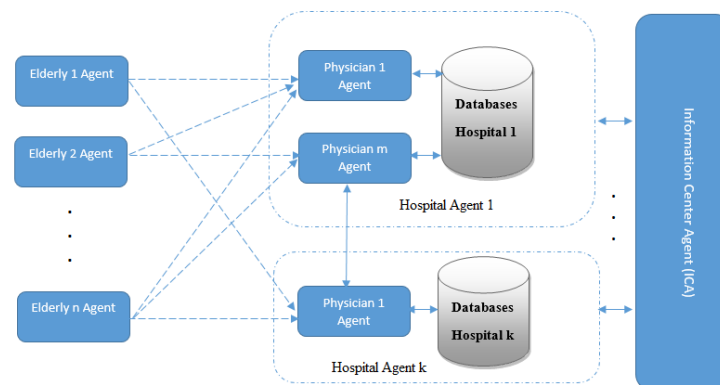 Elderly 1 Agent
Elderly 2 Agent
Elderly n Agent
Physician 1
Agent
Databases
Hospital 1
Physician m
Agent
Hospital Agent 1
Physician 1
Agent
Databases
Hospital k
Hospital Agent k
Information Center Agent (ICA)